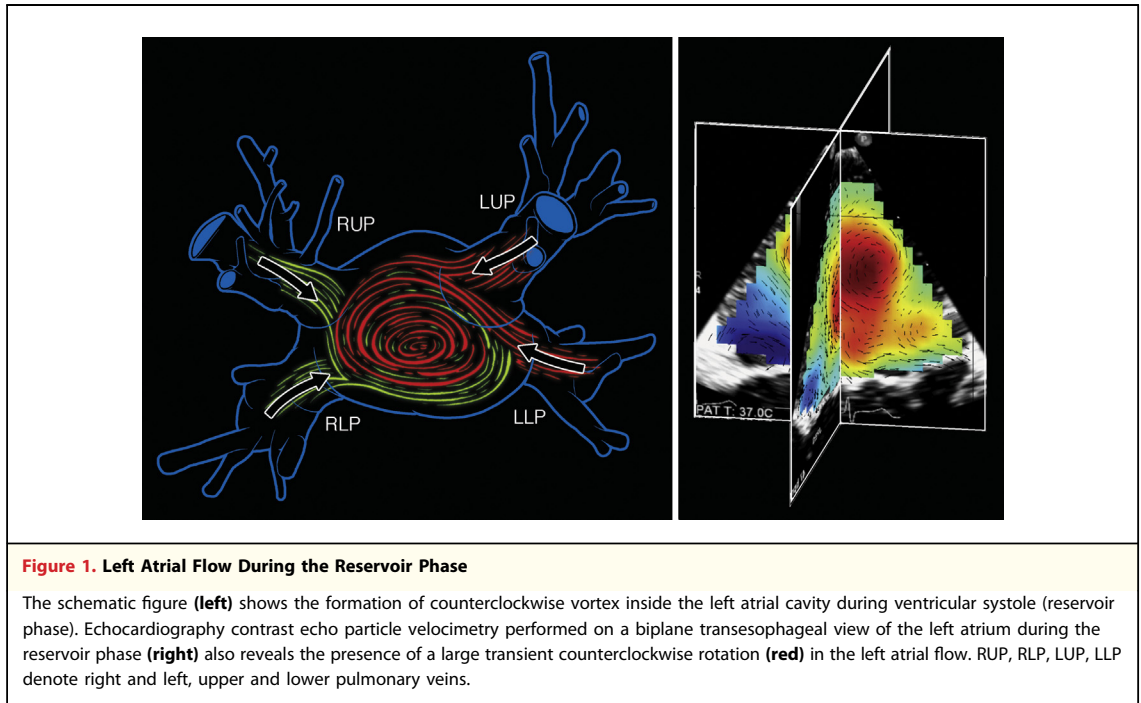 RUP
LUP
RLP
LLP
P
R
4
PAT T: 37.0C
Figure 1. Left Atrial Flow During the Reservoir Phase
The schematic figure (left) shows the formation of counterclockwise vortex inside the left atrial cavity during ventricular systole (reservoir
phase). Echocardiography contrast echo particle velocimetry performed on a biplane transesophageal view of the left atrium during the
reservoir phase (right) also reveals the presence of a large transient counterclockwise rotation (red) in the left atrial flow. RUP, RLP, LUP, LLP
denote right and left, upper and lower pulmonary veins.